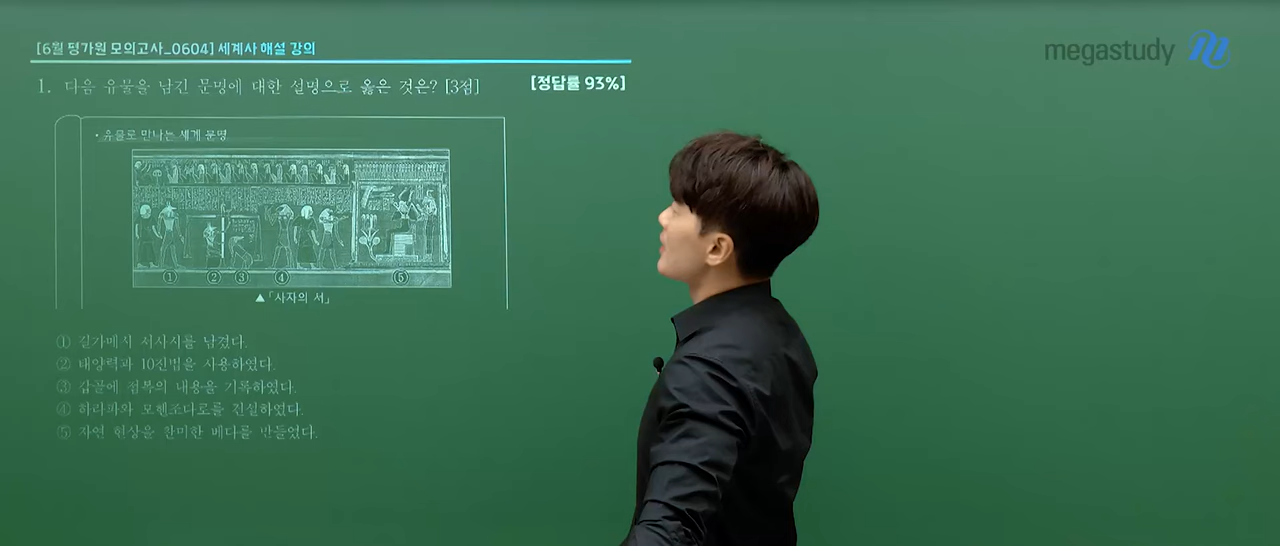 [6월 평가원 모의고사_0604] 세계사 해설 강의
megastudy
1. 다음 유물을 남긴 문명에 대한 설명으로 옳은 것은? [3점]
[정답률 93%]
• 유물로 만나는 세계 문명
① ② ③ ④ ⑤
▲「사자의 서」
① 길가메시 서사시를 남겼다.
② 태양력과 10진법을 사용하였다.
③ 갑골에 점복의 내용을 기록하였다.
④ 하라파와 모헨조다로를 건설하였다.
⑤ 자연 현상을 찬미한 베다를 만들었다.